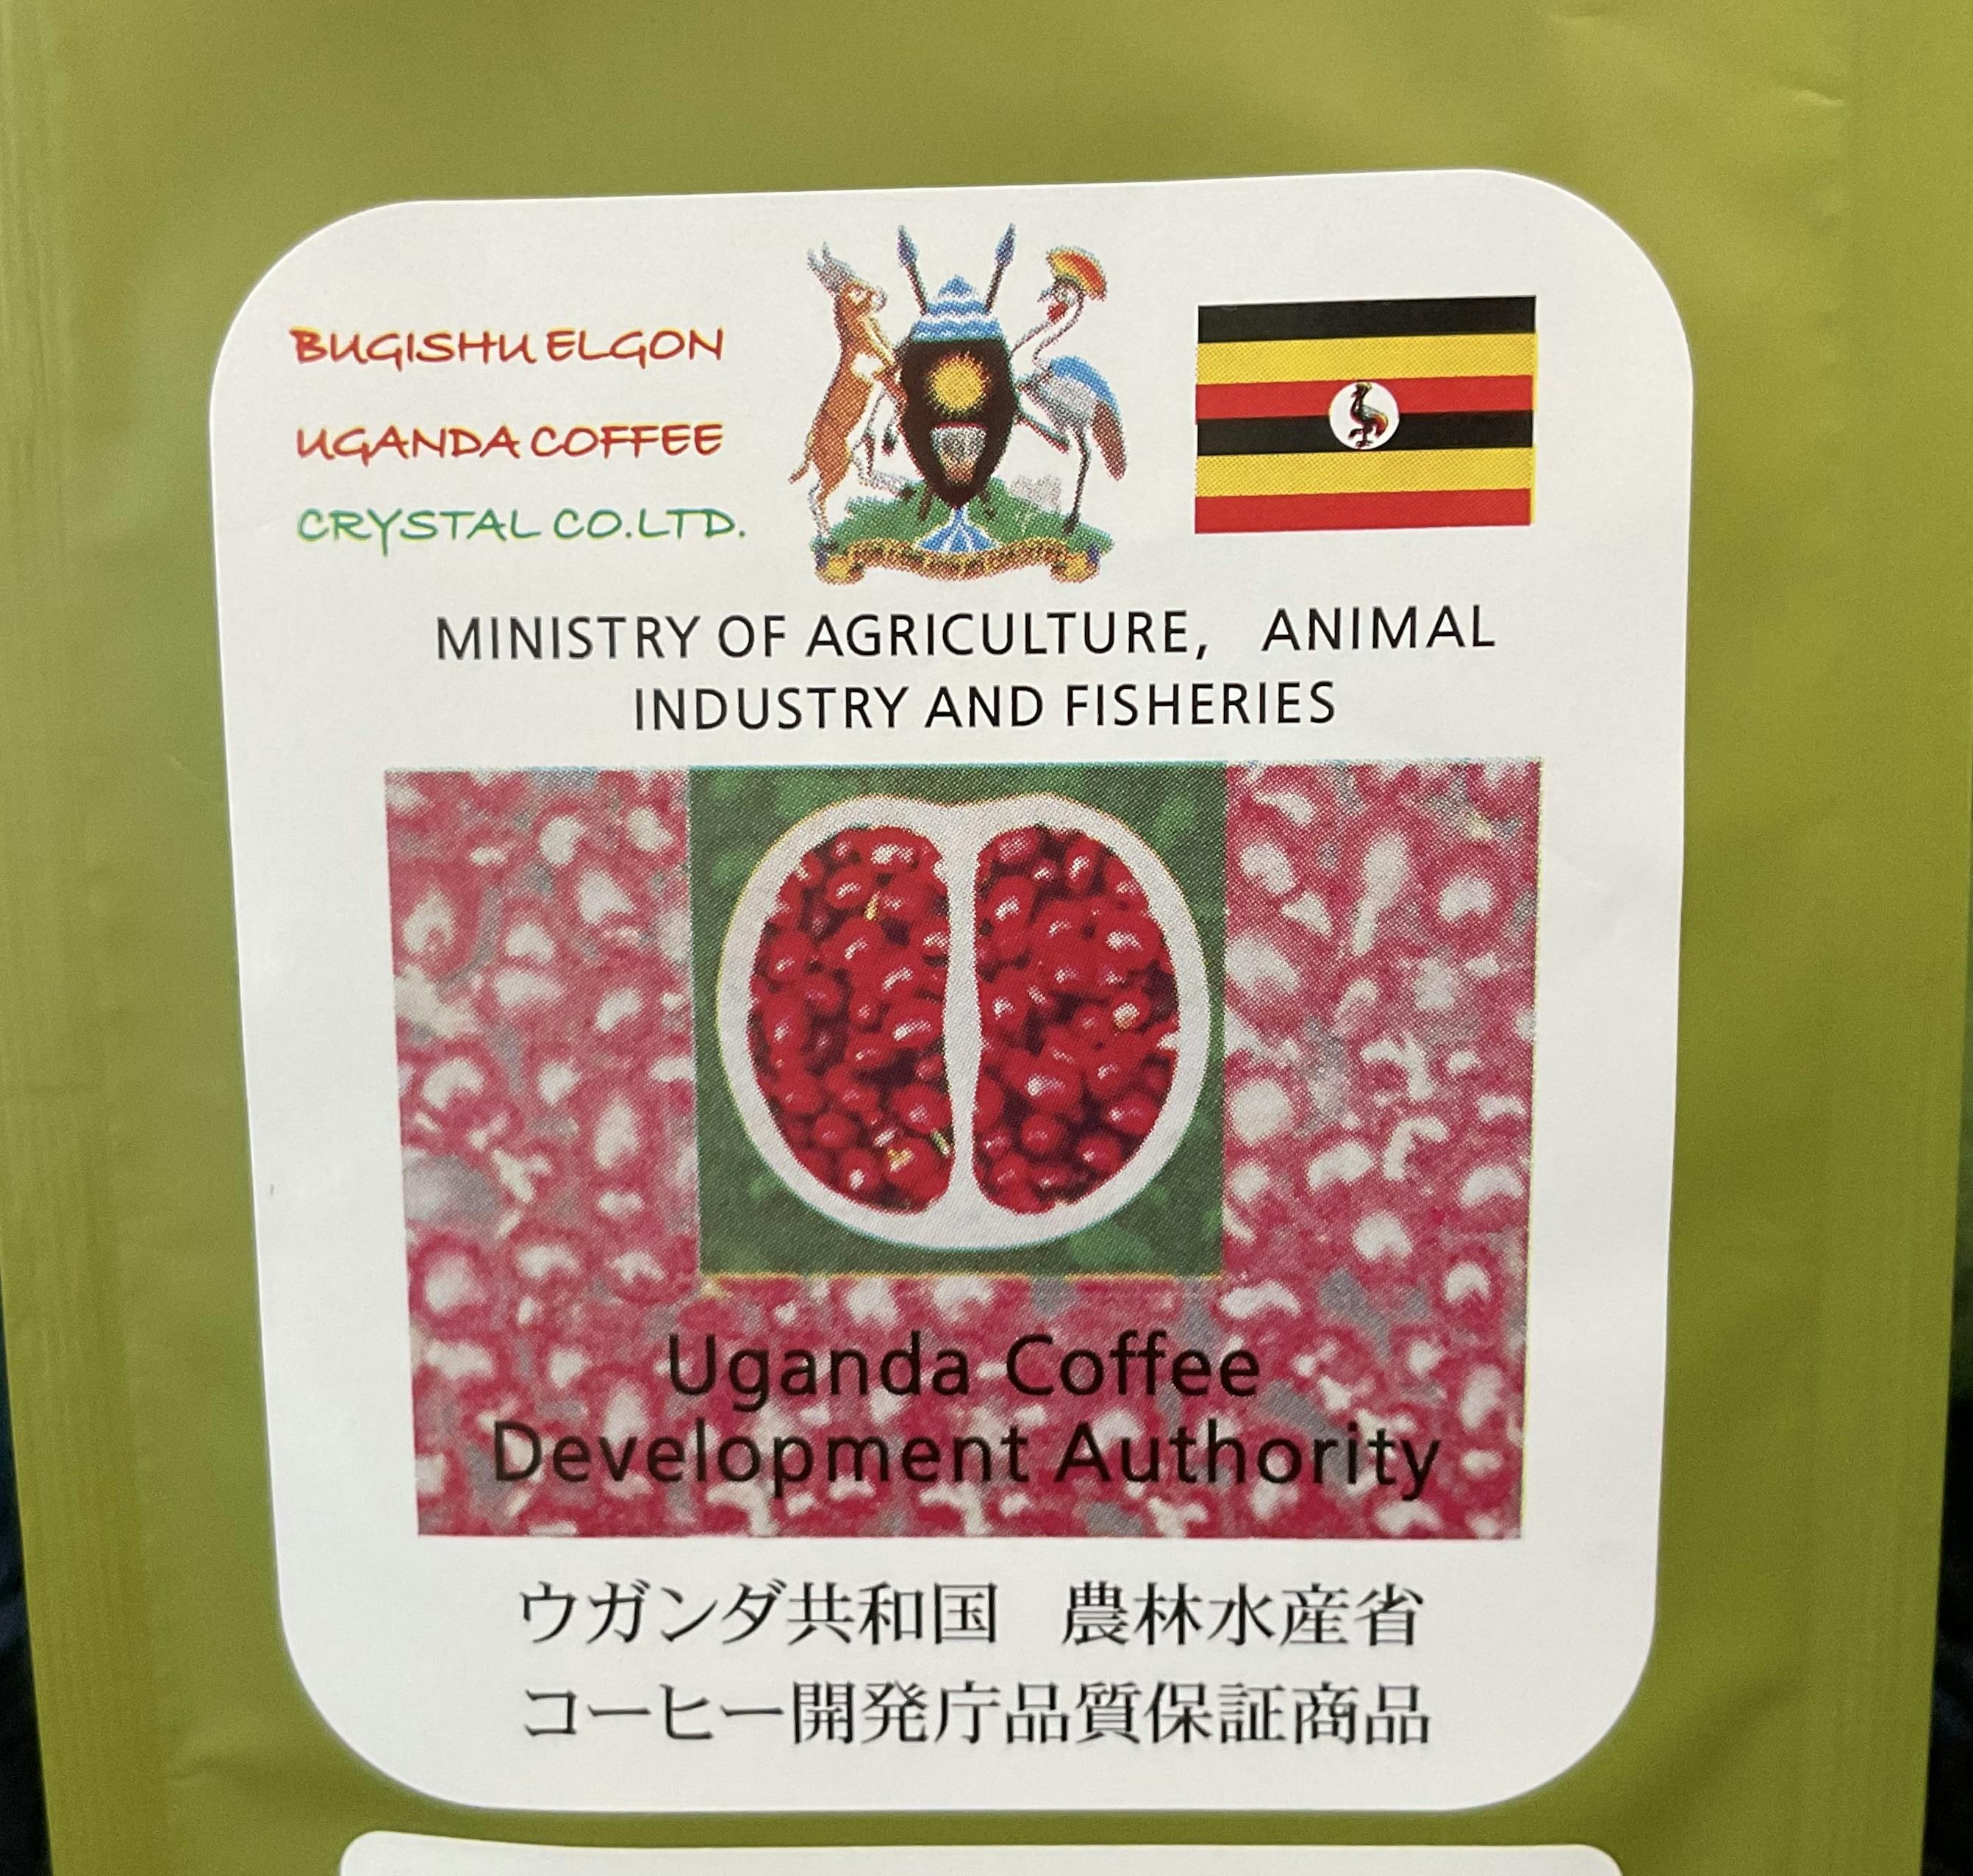 BUGISHU ELGON
UGANDA COFFEE
CRYSTAL CO.LTD.
MINISTRY OF AGRICULTURE, ANIMAL
INDUSTRY AND FISHERIES
Uganda Coffee
Development Authority
ウガンダ共和国 農林水産省
コーヒー開発庁品質保証商品